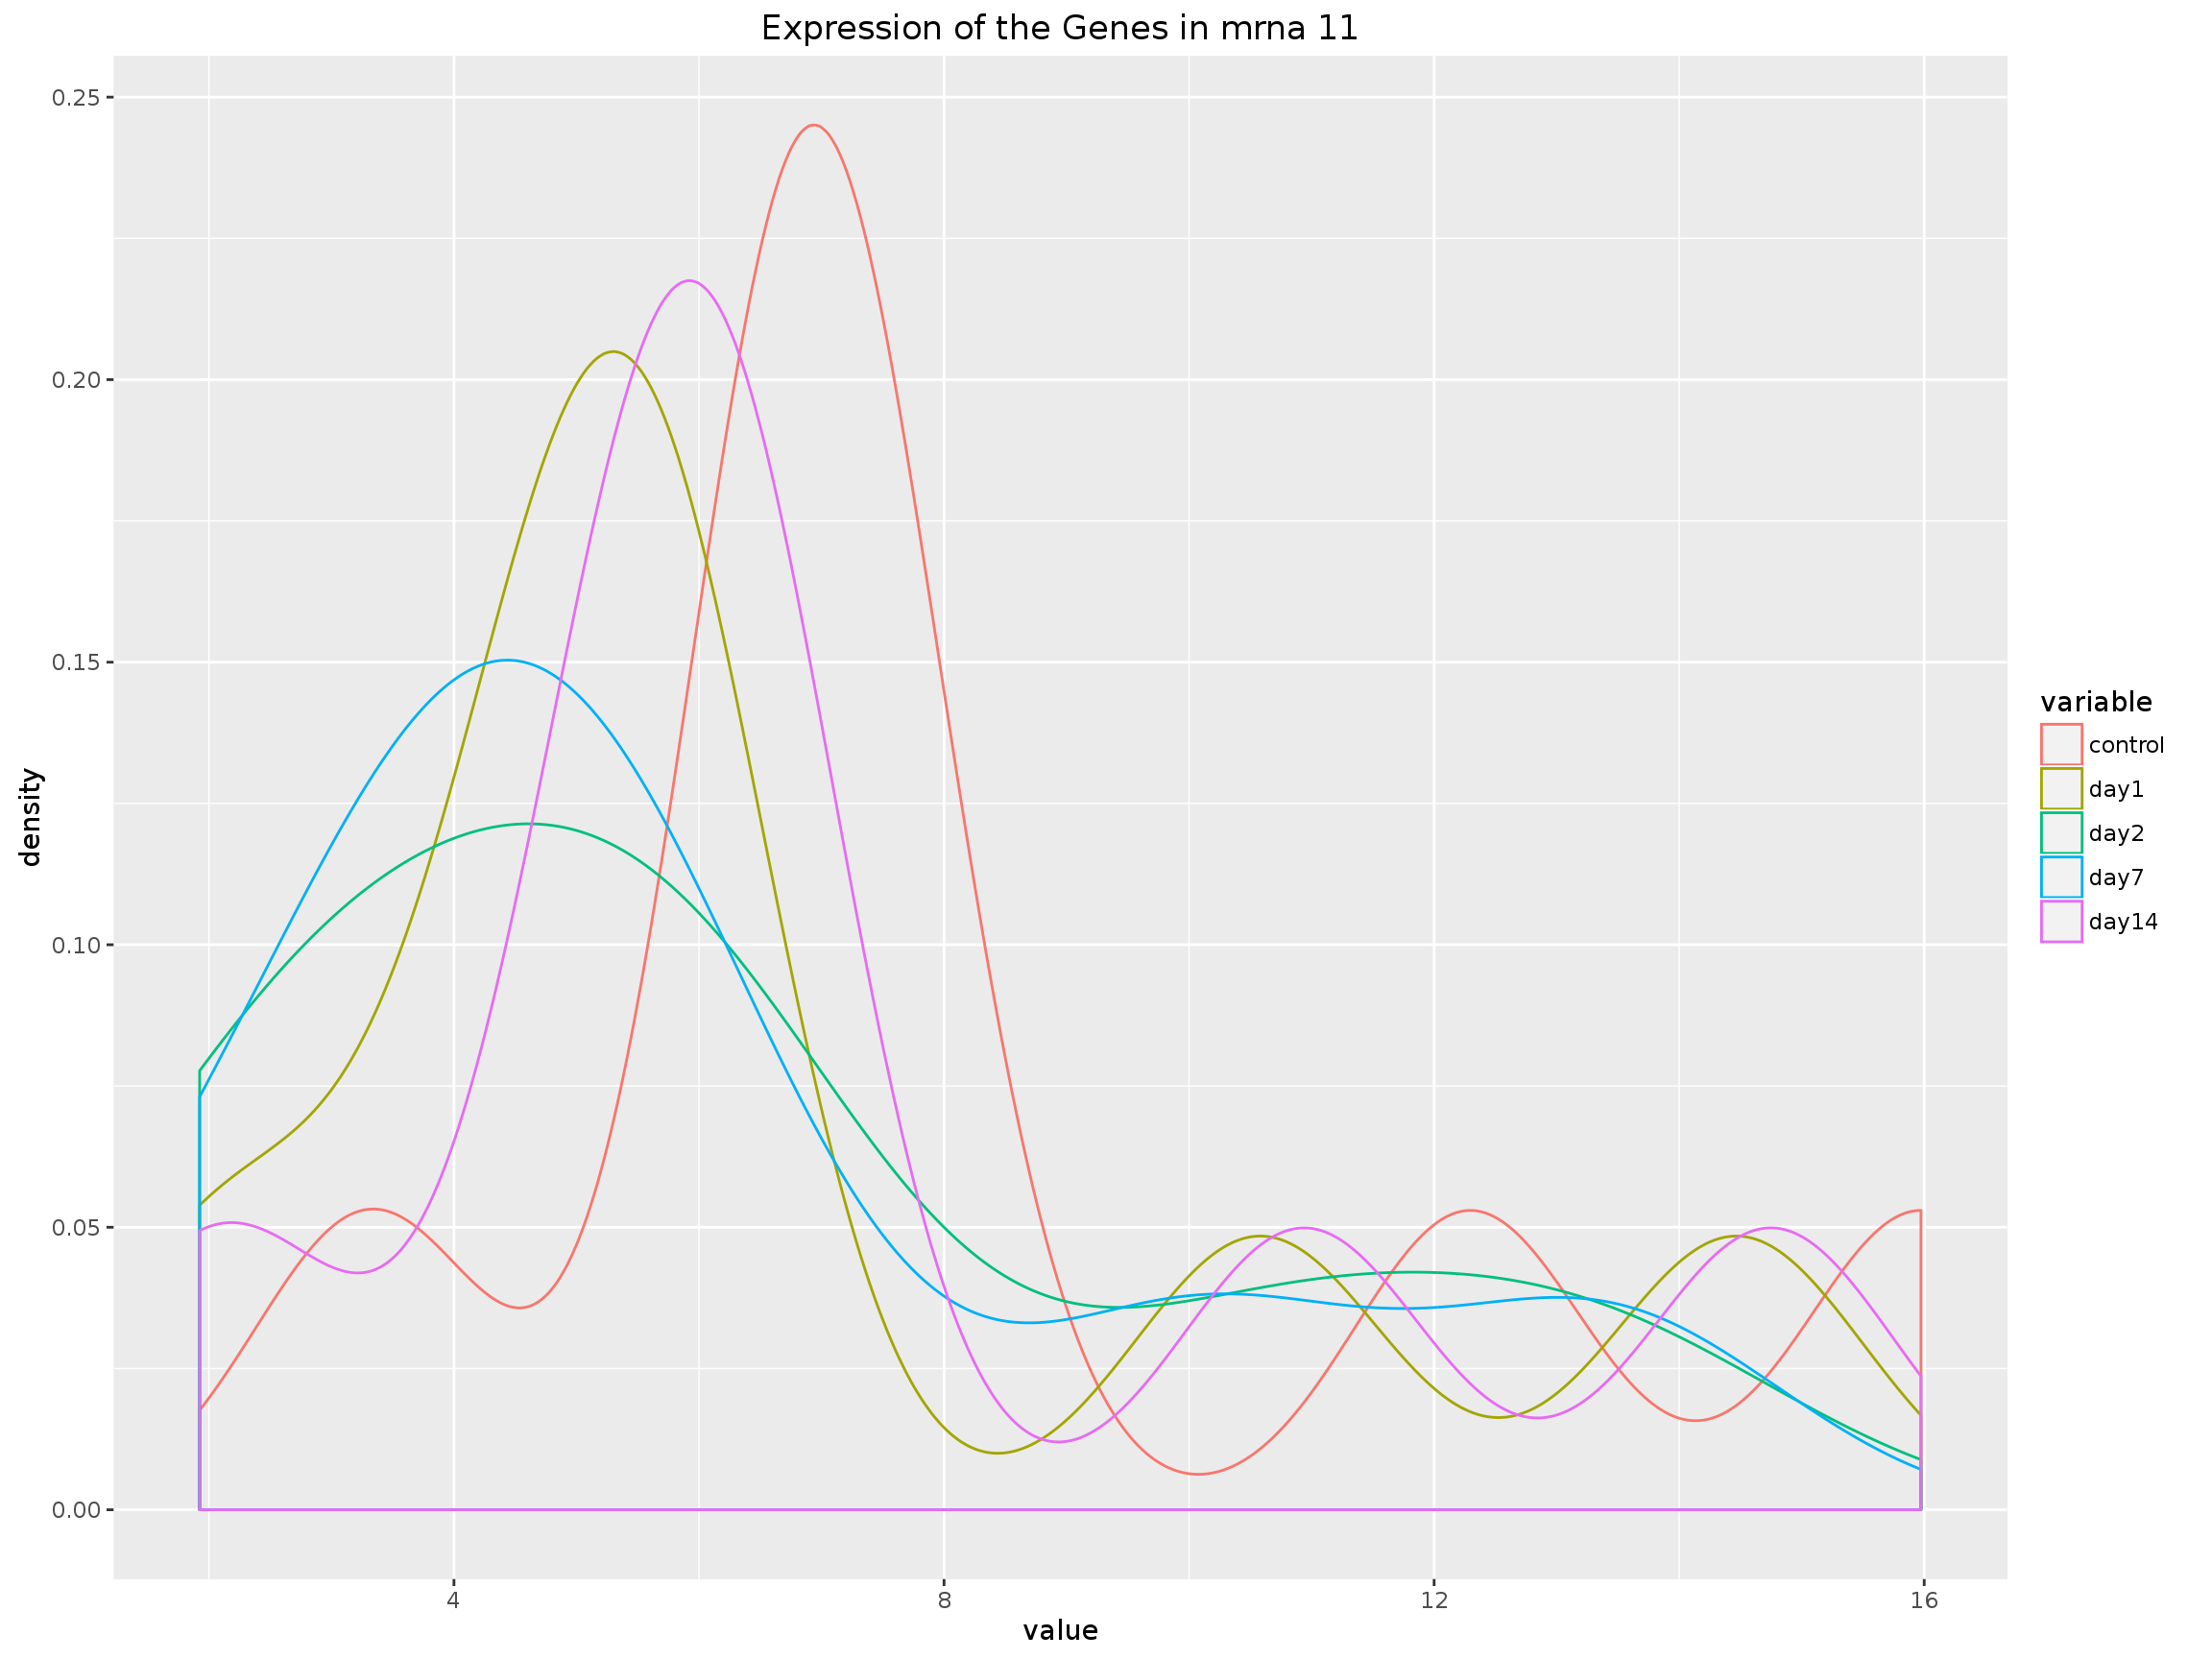 Expression of the Genes in mrna 11
0.25
0.20
0.15
0.10
0.05
0.00
density
4 8 12 16
value
variable
control
day1
day2
day7
day14